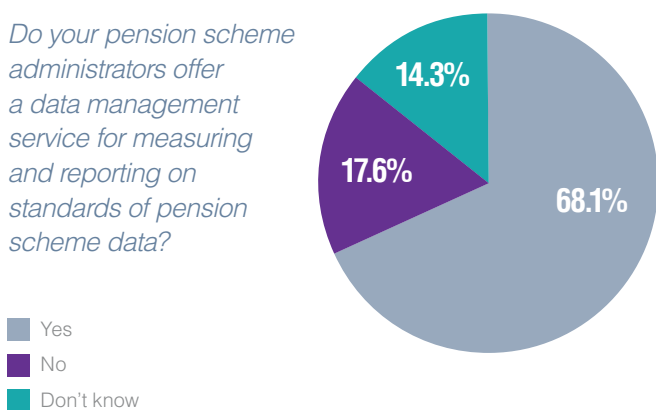 Do your pension scheme
administrators offer
a data management
service for measuring
and reporting on
standards of pension
scheme data?
14.3%
17.6%
68.1%
Yes
No
Don't know